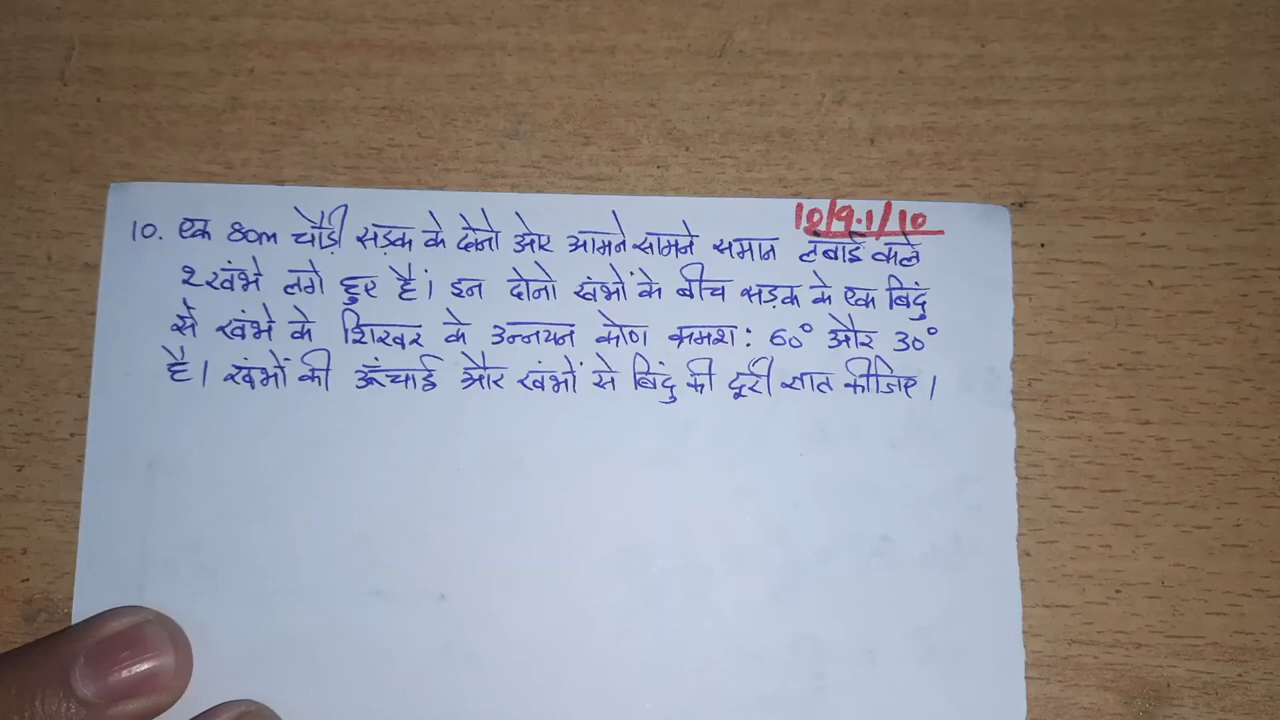 12/9.1/10
10. एक 80m चौड़ी सड़क के दोनो ओर आमने सामने समान लंबाई वाले
2 खंभे लगे हुए हैं। इन दोनो खंभों के बीच सड़क के एक बिंदु
से खंभे के शिखर के उन्नयन कोण क्रमश: 60° और 30°
है। खंभों की ऊँचाई और खंभों से बिंदु की दूरी ज्ञात कीजिए।